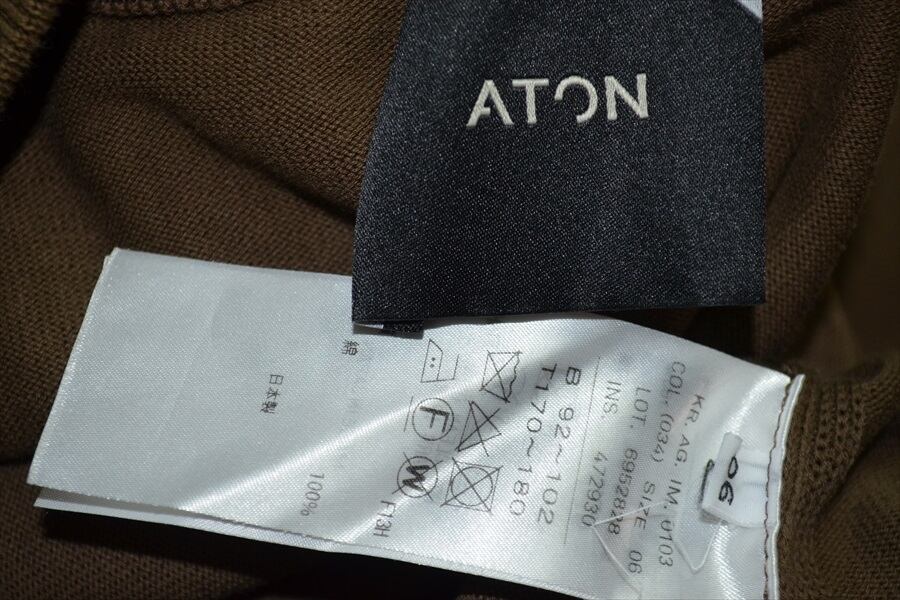 ATON
KR. AG. IM. 0103
COL. (034) SIZE 06
LOT. 6952828
INS. 472930
B 92~102
T170~180
F
W
F13H
綿
100%
日本製
06